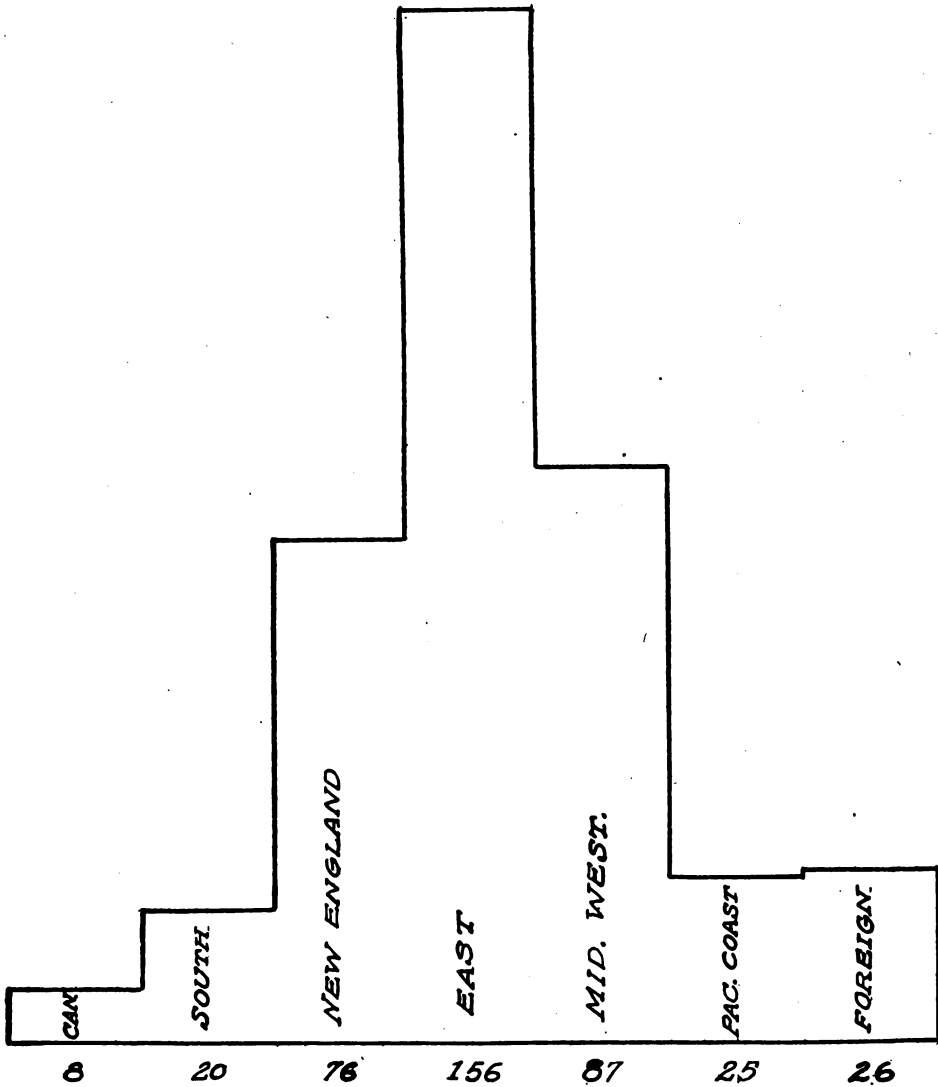 CAN
SOUTH.
NEW ENGLAND
EAST
MID. WEST.
PAC. COAST
FOREIGN.
8 20 76 156 87 25 26